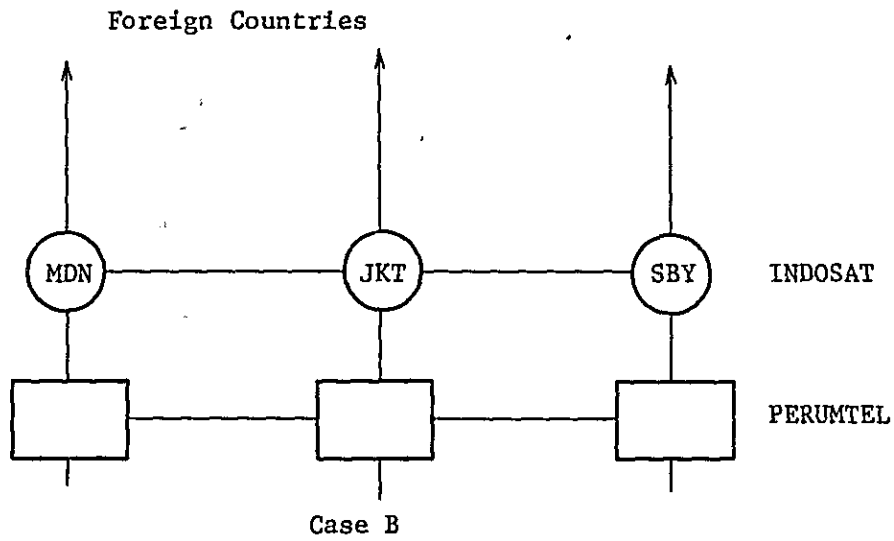 Foreign Countries
MDN JKT SBY INDOSAT
PERUMTEL
Case B